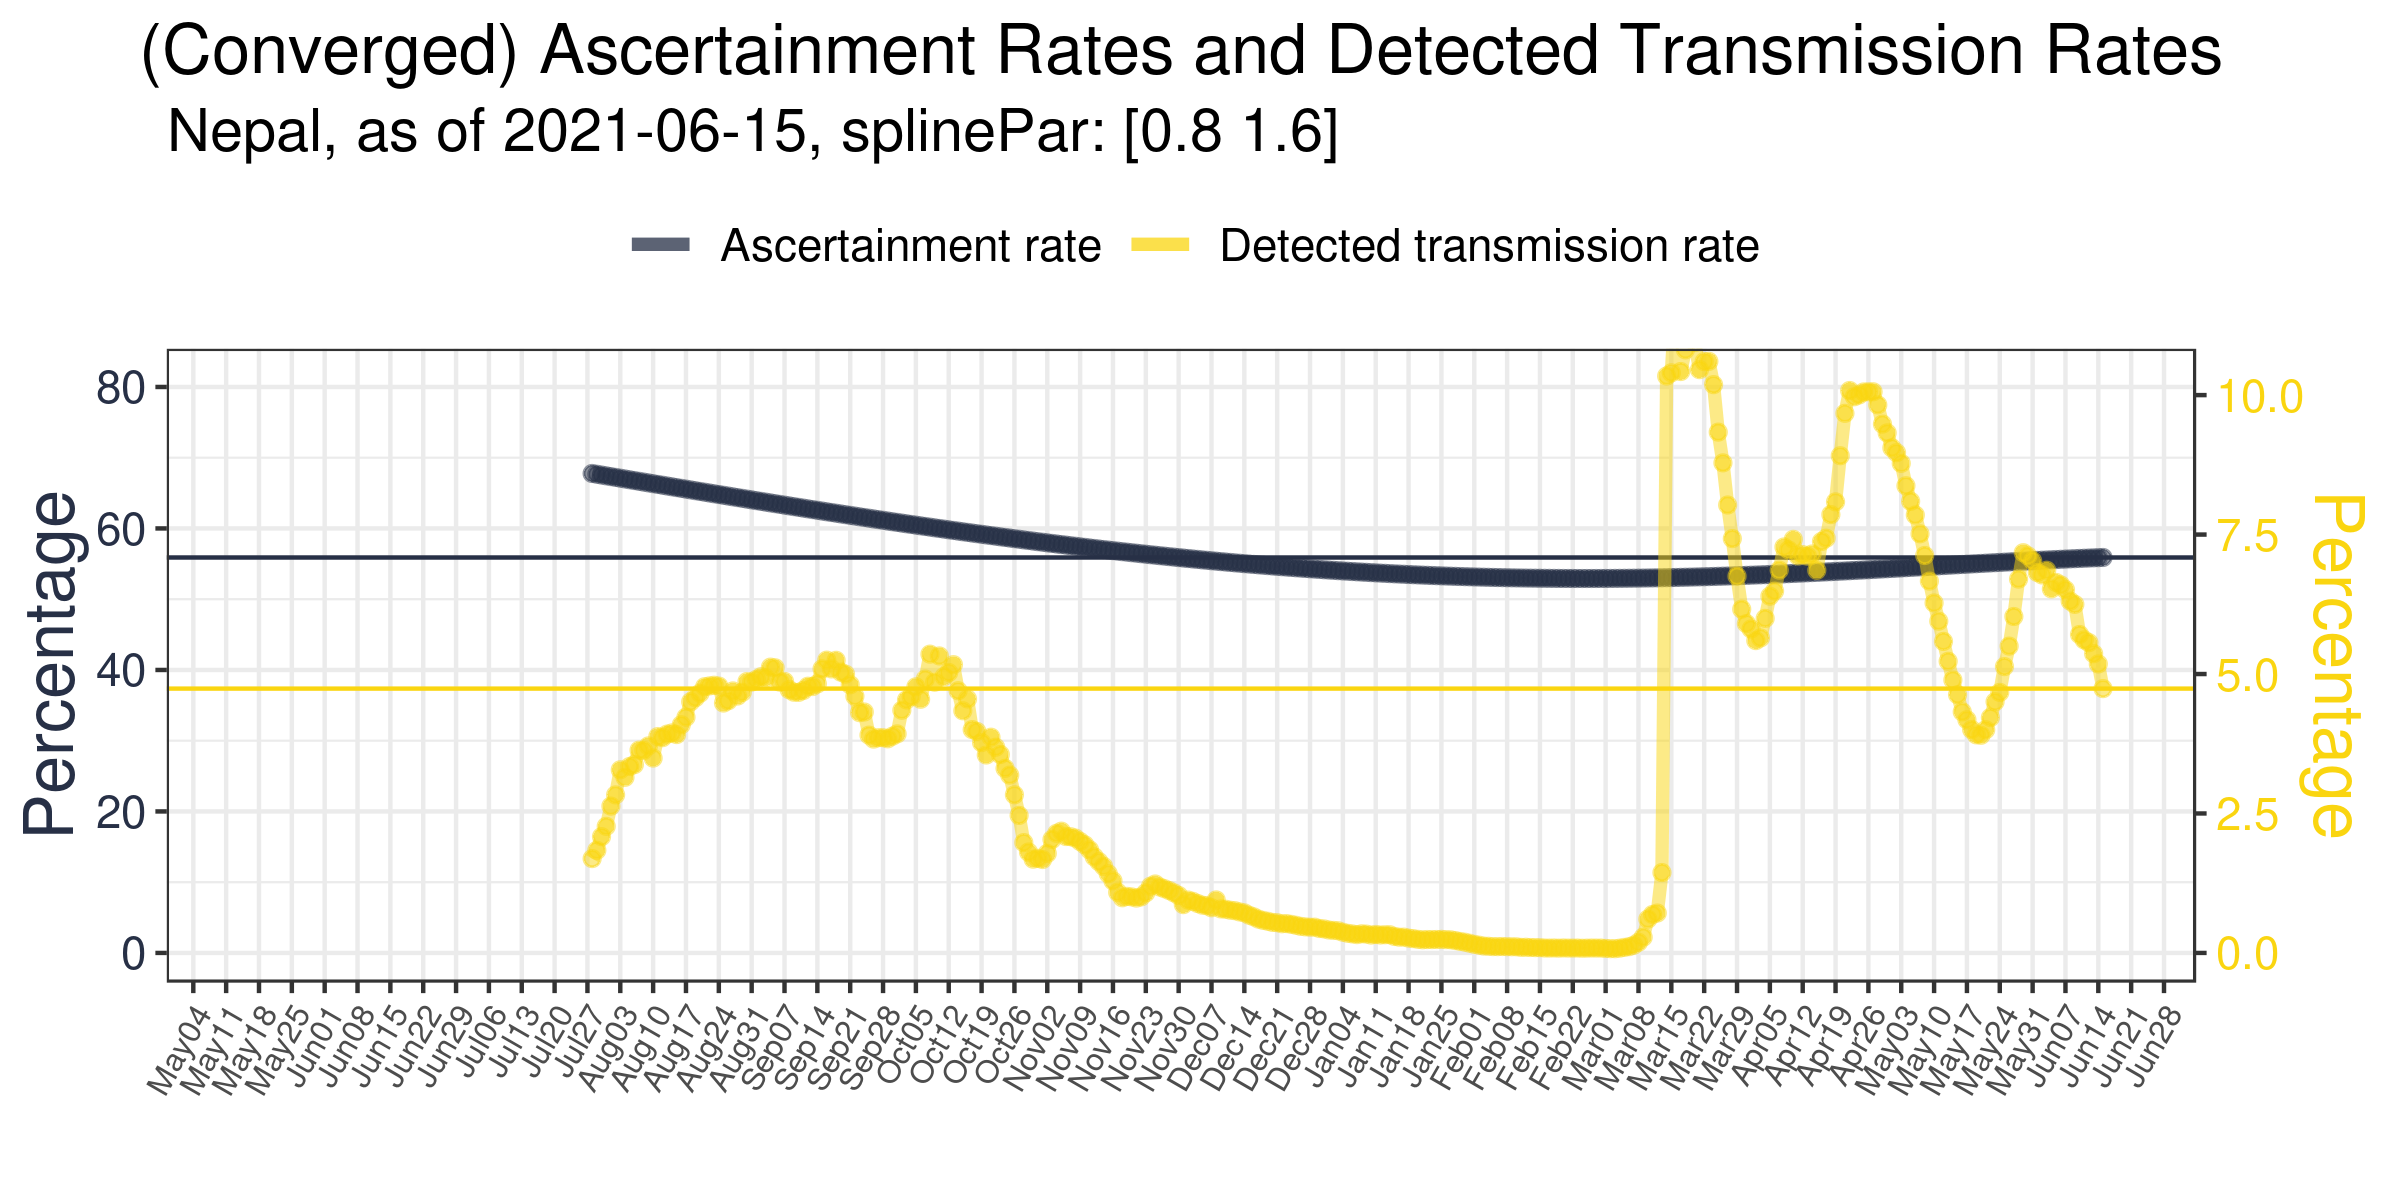 (Converged) Ascertainment Rates and Detected Transmission Rates
Nepal, as of 2021-06-15, splinePar: [0.8 1.6]
Ascertainment rate
Detected transmission rate
Percentage
80
60
40
20
0
10.0
7.5
5.0
2.5
0.0
Percentage
May04
May11
May18
May25
Jun01
Jun08
Jun15
Jun22
Jun29
Jul06
Jul13
Jul20
Jul27
Aug03
Aug10
Aug17
Aug24
Aug31
Sep07
Sep14
Sep21
Sep28
Oct05
Oct12
Oct19
Oct26
Nov02
Nov09
Nov16
Nov23
Nov30
Dec07
Dec14
Dec21
Dec28
Jan04
Jan11
Jan18
Jan25
Feb01
Feb08
Feb15
Feb22
Mar01
Mar08
Mar15
Mar22
Mar29
Apr05
Apr12
Apr19
Apr26
May03
May10
May17
May24
May31
Jun07
Jun14
Jun21
Jun28